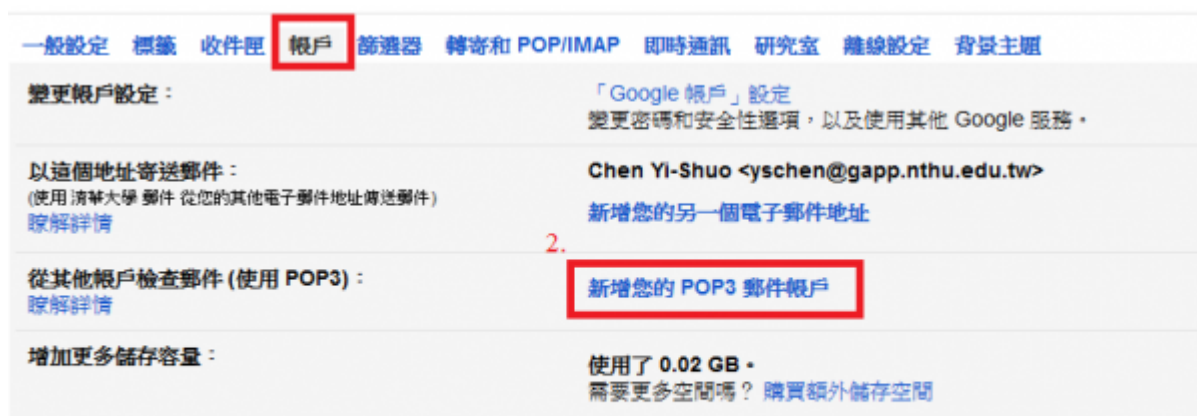 一般設定 標籤 收件匣 帳戶 篩選器 轉寄和 POP/IMAP 即時通訊 研究室 離線設定 背景主題
變更帳戶設定：
「Google 帳戶」設定
變更密碼和安全性選項，以及使用其他 Google 服務。
以這個地址寄送郵件：
(使用 清華大學 郵件 從您的其他電子郵件地址傳送郵件)
瞭解詳情
Chen Yi-Shuo <yschen@gapp.nthu.edu.tw>
新增您的另一個電子郵件地址
2.
從其他帳戶檢查郵件 (使用 POP3)：
瞭解詳情
新增您的 POP3 郵件帳戶
增加更多儲存容量：
使用了 0.02 GB。
需要更多空間嗎？ 購買額外儲存空間